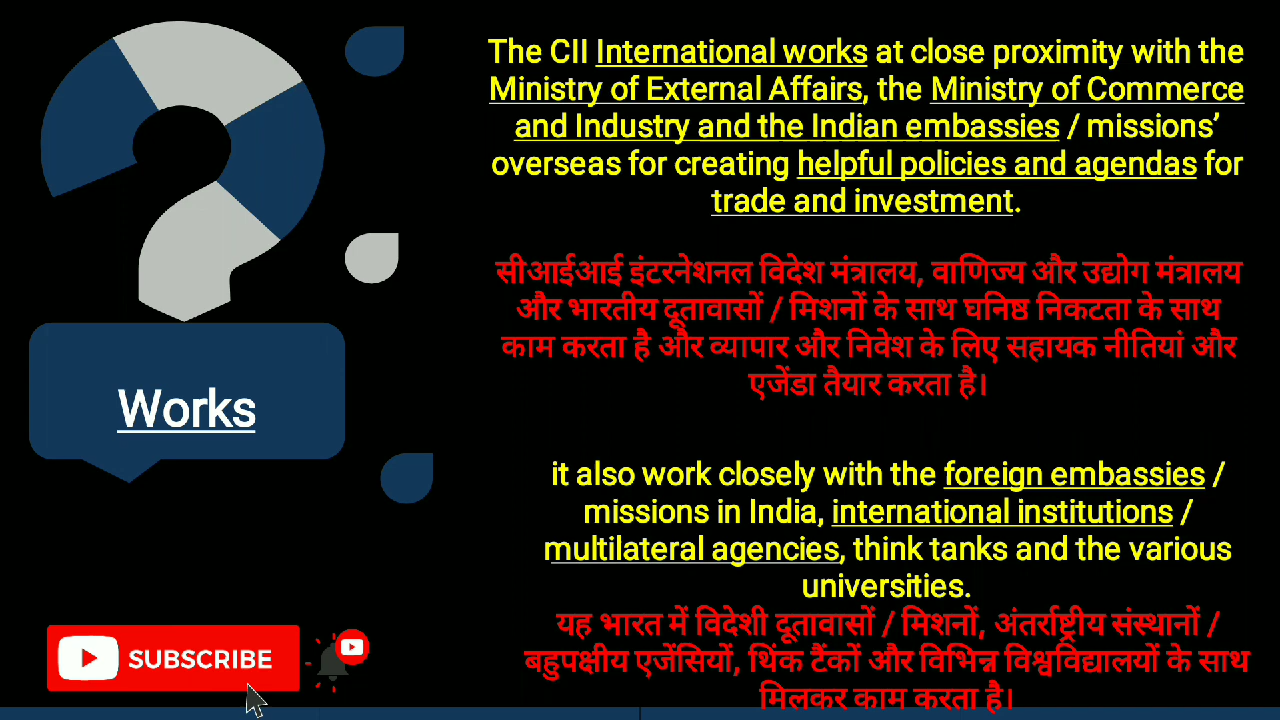 The CII International works at close proximity with the
Ministry of External Affairs, the Ministry of Commerce
and Industry and the Indian embassies / missions’
overseas for creating helpful policies and agendas for
trade and investment.
सीआईआई इंटरनेशनल विदेश मंत्रालय, वाणिज्य और उद्योग मंत्रालय
और भारतीय दूतावासों / मिशनों के साथ घनिष्ठ निकटता के साथ
काम करता है और व्यापार और निवेश के लिए सहायक नीतियां और
एजेंडा तैयार करता है।
Works
it also work closely with the foreign embassies /
missions in India, international institutions /
multilateral agencies, think tanks and the various
universities.
यह भारत में विदेशी दूतावासों / मिशनों, अंतर्राष्ट्रीय संस्थानों /
बहुपक्षीय एजेंसियों, थिंक टैंकों और विभिन्न विश्वविद्यालयों के साथ
मिलकर काम करता है।
SUBSCRIBE